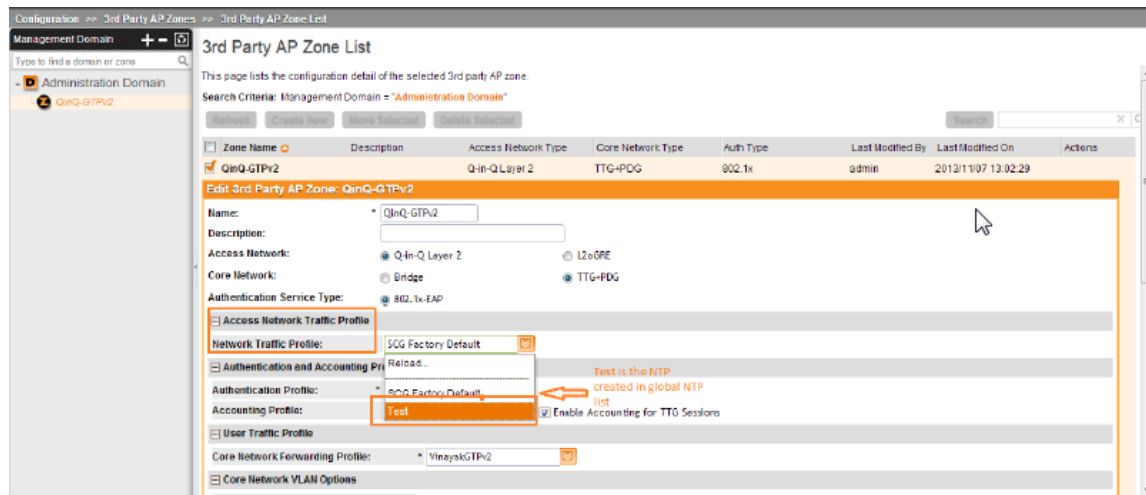 Configuration >> 3rd Party AP Zones >> 3rd Party AP Zone List
Management Domain
Type to find a domain or zone
Administration Domain
QinQ-GTPv2
3rd Party AP Zone List
This page lists the configuration detail of the selected 3rd party AP zone.
Search Criteria: Management Domain = "Administration Domain"
Refresh Create New Move Selected Delete Selected Search
Zone Name Description Access Network Type Core Network Type Auth Type Last Modified By Last Modified On Actions
QinQ-GTPv2 Q-in-Q Layer 2 TTG+PDG 802.1x admin 2013/11/07 13:02:29
Edit 3rd Party AP Zone: QinQ-GTPv2
Name: * QinQ-GTPv2
Description:
Access Network: Q-in-Q Layer 2 L2oGRE
Core Network: Bridge TTG+PDG
Authentication Service Type: 802.1x-EAP
Access Network Traffic Profile
Network Traffic Profile: SCG Factory Default
Reload...
Authentication and Accounting Pro
Authentication Profile: * SCG Factory Default
Test is the NTP
created in global NTP
list
Accounting Profile: Test Enable Accounting for TTG Sessions
User Traffic Profile
Core Network Forwarding Profile: * VinayakGTPv2
Core Network VLAN Options